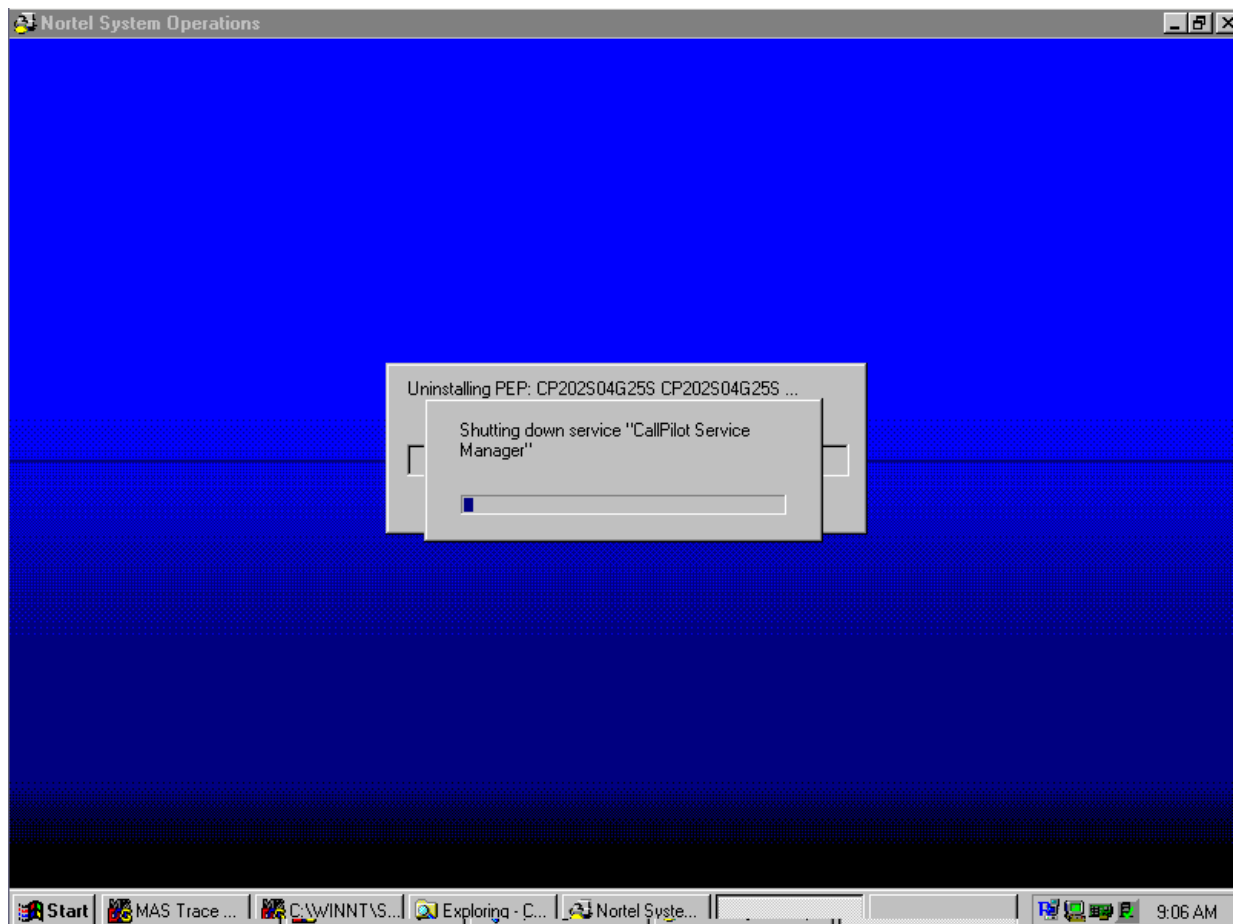 Nortel System Operations
Uninstalling PEP: CP202S04G25S CP202S04G25S ...
Shutting down service "CallPilot Service
Manager"
Start
MAS Trace ...
C:\WINNT\S...
Exploring - C...
Nortel Syste...
9:06 AM